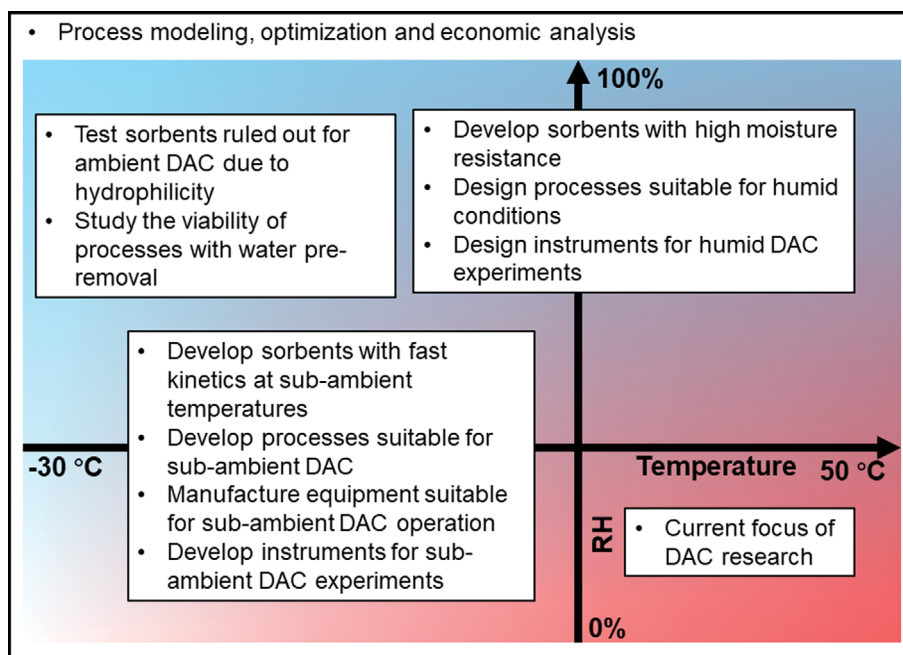 • Process modeling, optimization and economic analysis
100%
• Test sorbents ruled out for
ambient DAC due to
hydrophilicity
• Study the viability of
processes with water pre-
removal
• Develop sorbents with high moisture
resistance
• Design processes suitable for humid
conditions
• Design instruments for humid DAC
experiments
• Develop sorbents with fast
kinetics at sub-ambient
temperatures
• Develop processes suitable for
sub-ambient DAC
• Manufacture equipment suitable
for sub-ambient DAC operation
• Develop instruments for sub-
ambient DAC experiments
-30 °C
Temperature
50 °C
RH
• Current focus of
DAC research
0%